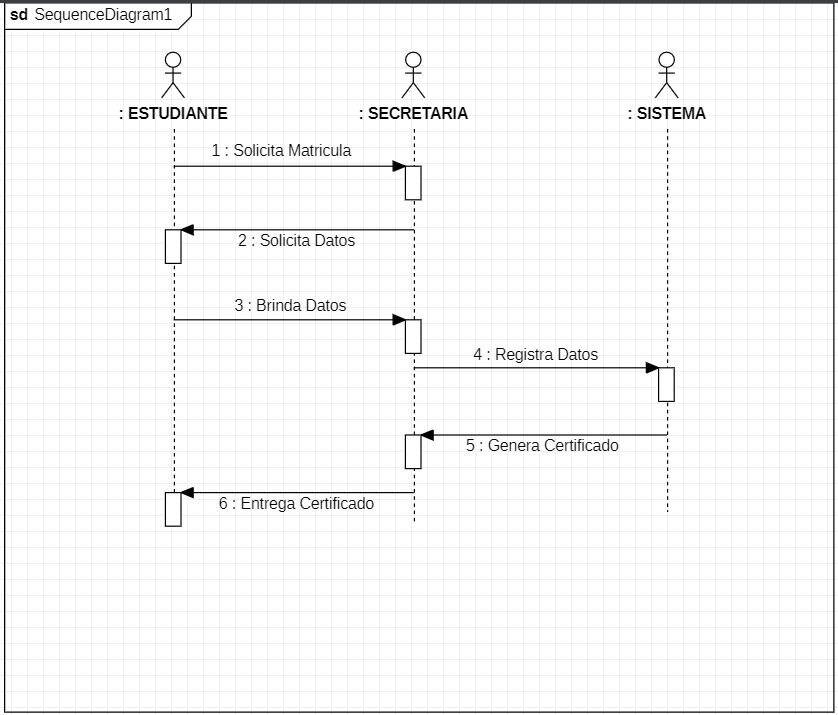 sd SequenceDiagram1
: ESTUDIANTE
: SECRETARIA
: SISTEMA
1 : Solicita Matricula
2 : Solicita Datos
3 : Brinda Datos
4 : Registra Datos
5 : Genera Certificado
6 : Entrega Certificado